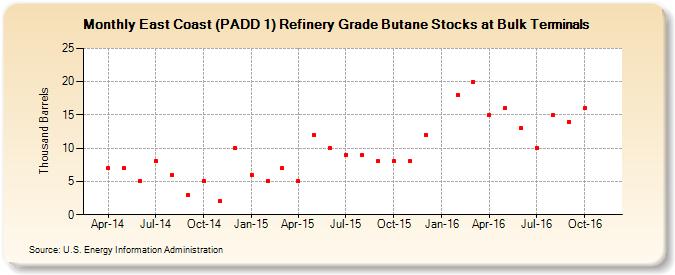 Monthly East Coast (PADD 1) Refinery Grade Butane Stocks at Bulk Terminals
Thousand Barrels
25
20
15
10
5
0
Apr-14 Jul-14 Oct-14 Jan-15 Apr-15 Jul-15 Oct-15 Jan-16 Apr-16 Jul-16 Oct-16
Source: U.S. Energy Information Administration